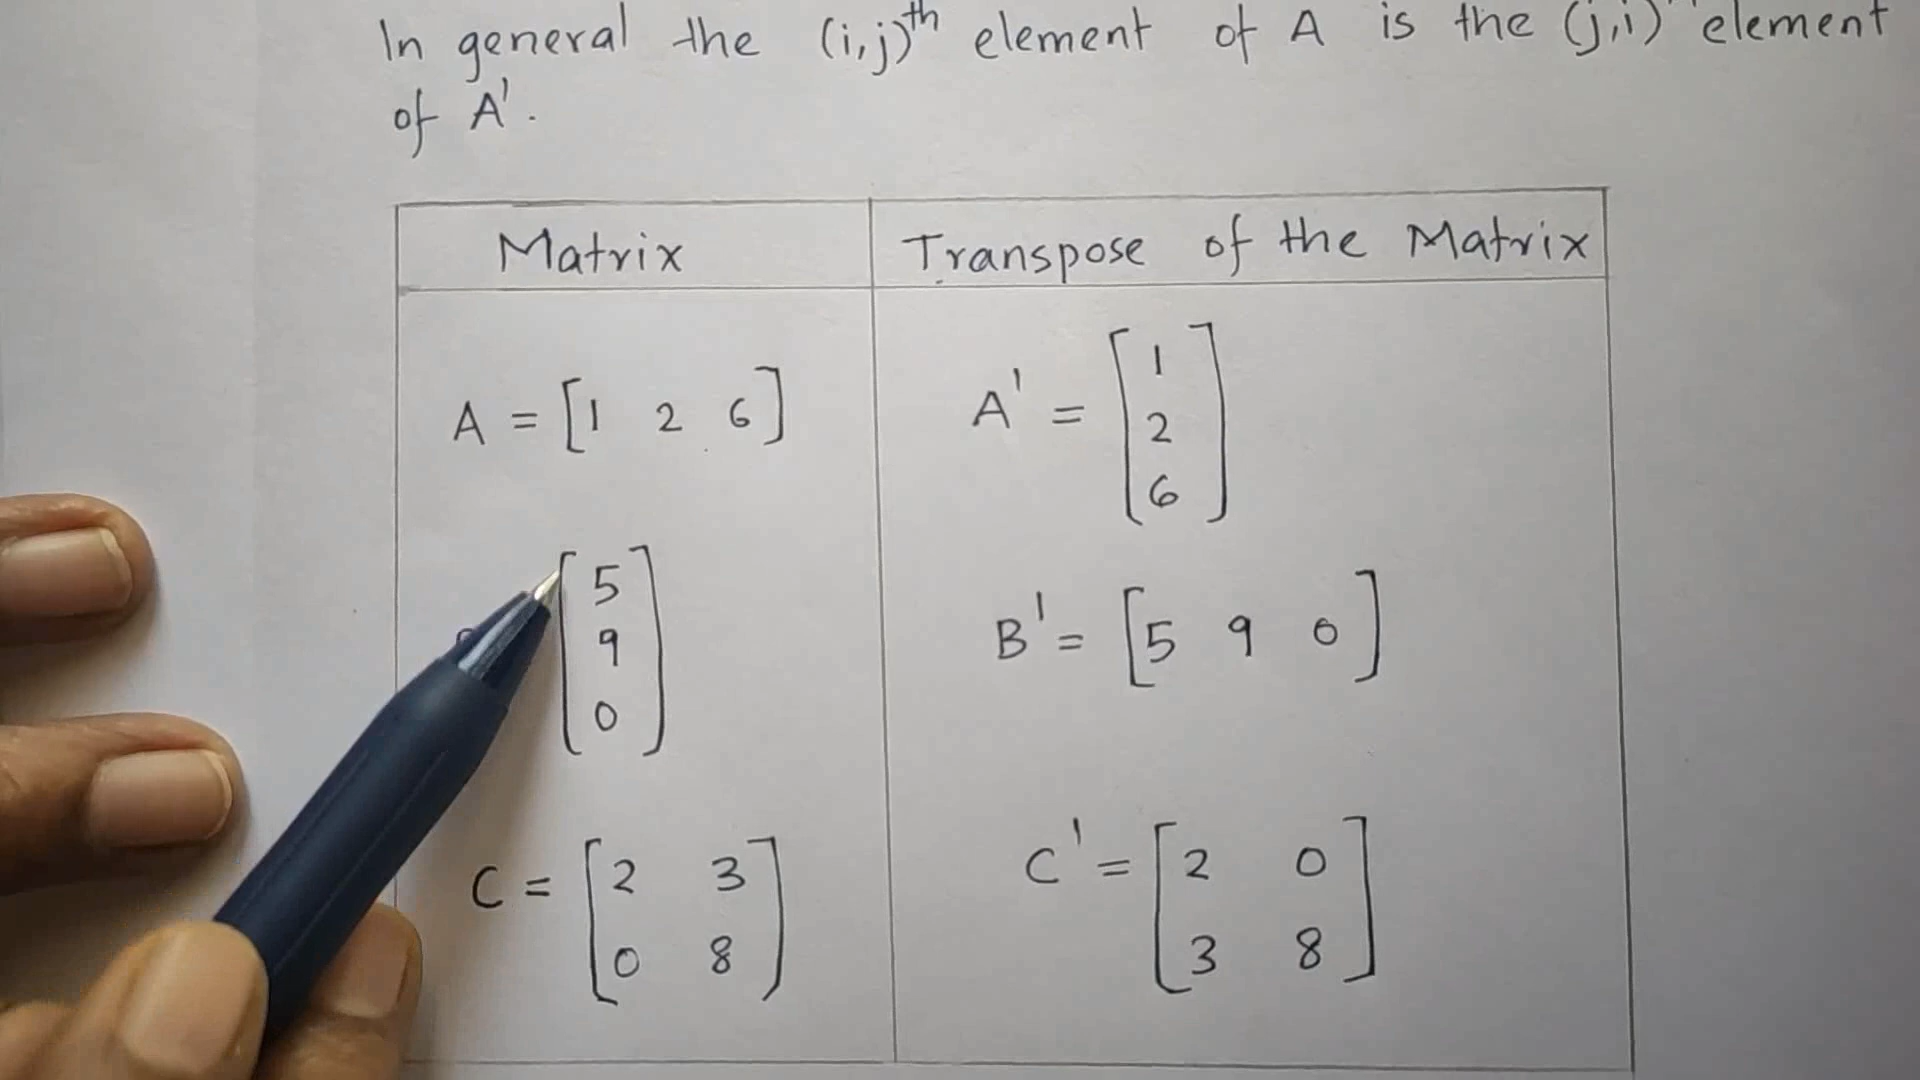 In general the (i,j)th element of A is the (j,i) element
of A'.
Matrix Transpose of the Matrix
A = [1 2 6] A' = [1
2
6]
[5
9
0] B' = [5 9 0]
C = [2 3 C' = [2 0
0 8] 3 8]